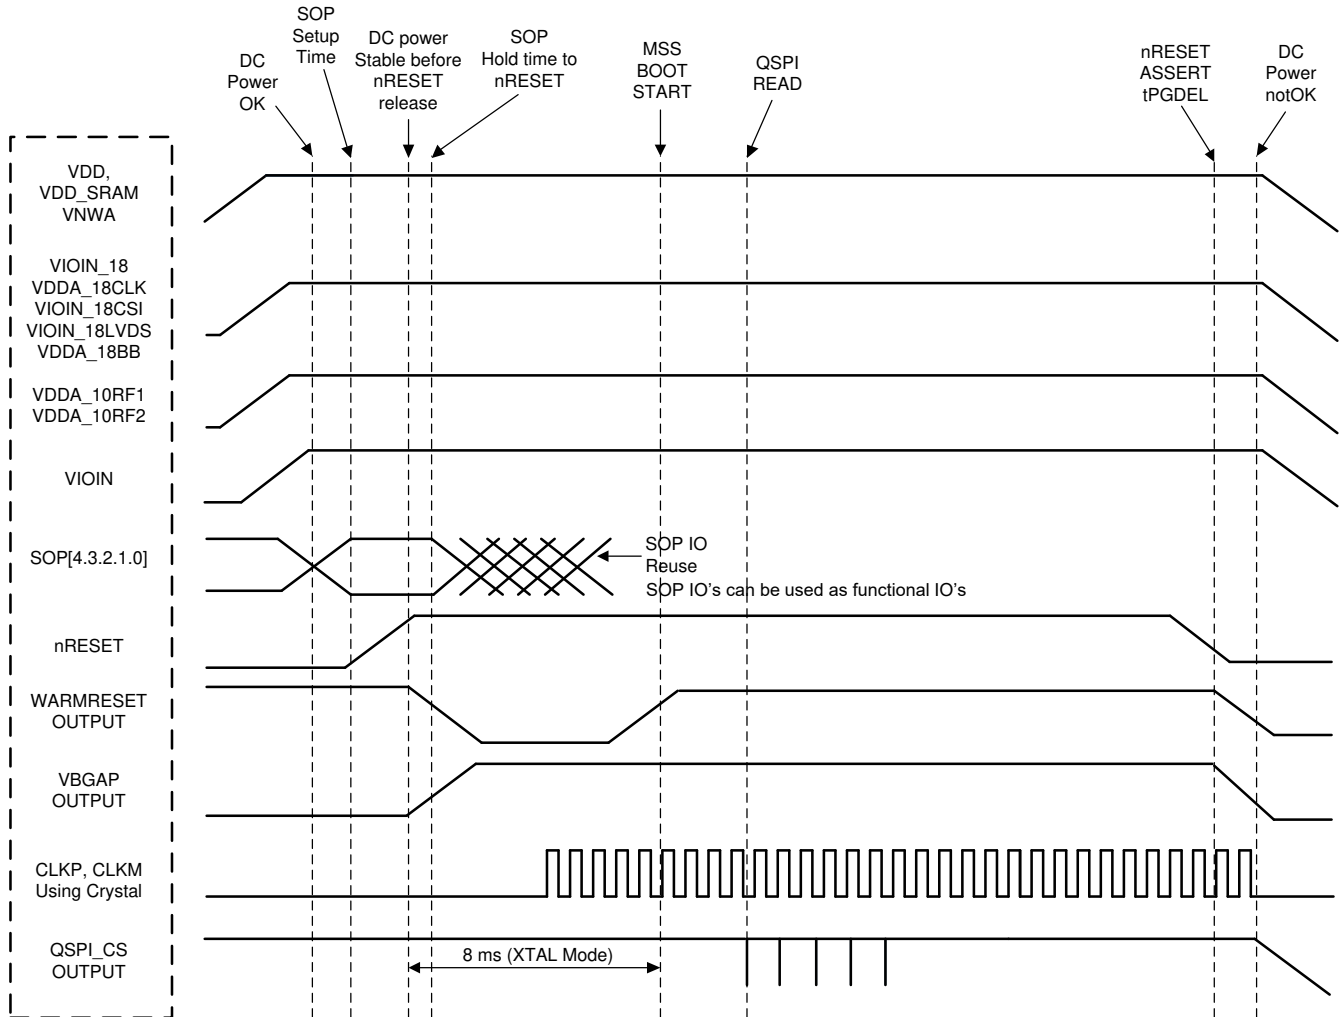 DC
Power
OK
SOP
Setup
Time
DC power
Stable before
nRESET
release
SOP
Hold time to
nRESET
MSS
BOOT
START
QSPI
READ
nRESET
ASSERT
tPGDEL
DC
Power
notOK
VDD,
VDD_SRAM
VNWA
VIOIN_18
VDDA_18CLK
VIOIN_18CSI
VIOIN_18LVDS
VDDA_18BB
VDDA_10RF1
VDDA_10RF2
VIOIN
SOP[4.3.2.1.0]
SOP IO
Reuse
SOP IO's can be used as functional IO's
nRESET
WARMRESET
OUTPUT
VBGAP
OUTPUT
CLKP, CLKM
Using Crystal
QSPI_CS
OUTPUT
8 ms (XTAL Mode)